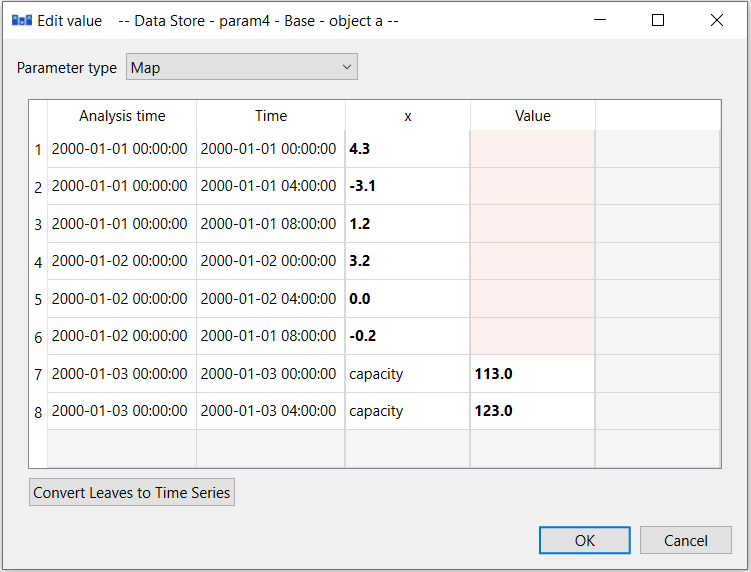 Edit value -- Data Store - param4 - Base - object a --
Parameter type Map
Analysis time Time x Value
1 2000-01-01 00:00:00 2000-01-01 00:00:00 4.3
2 2000-01-01 00:00:00 2000-01-01 04:00:00 -3.1
3 2000-01-01 00:00:00 2000-01-01 08:00:00 1.2
4 2000-01-02 00:00:00 2000-01-02 00:00:00 3.2
5 2000-01-02 00:00:00 2000-01-02 04:00:00 0.0
6 2000-01-02 00:00:00 2000-01-01 08:00:00 -0.2
7 2000-01-03 00:00:00 2000-01-03 00:00:00 capacity 113.0
8 2000-01-03 00:00:00 2000-01-03 04:00:00 capacity 123.0
Convert Leaves to Time Series
OK Cancel